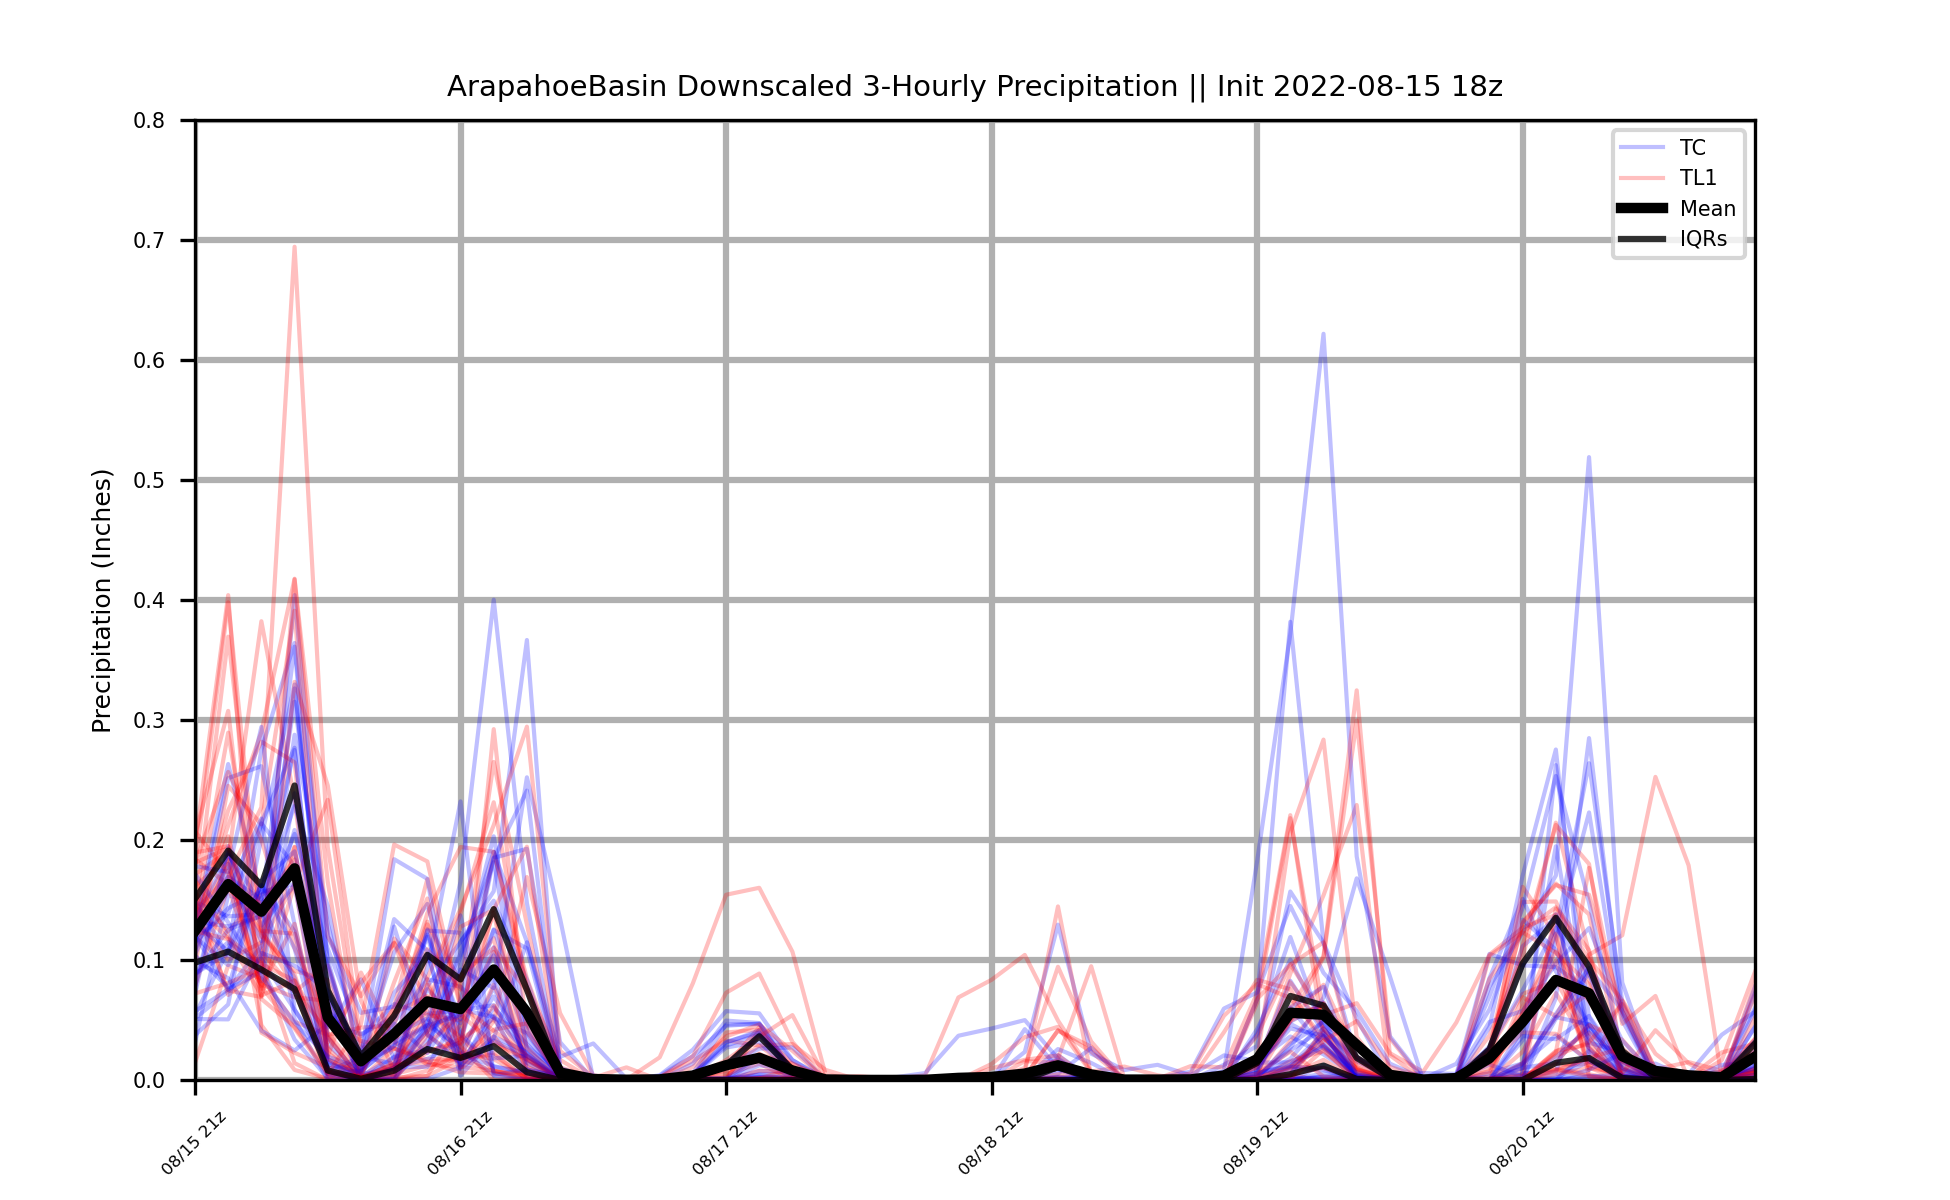 ArapahoeBasin Downscaled 3-Hourly Precipitation || Init 2022-08-15 18z
0.8
0.7
0.6
0.5
0.4
0.3
0.2
0.1
0.0
Precipitation (Inches)
TC
TL1
Mean
IQRs
08/15 21z
08/16 21z
08/17 21z
08/18 21z
08/19 21z
08/20 21z